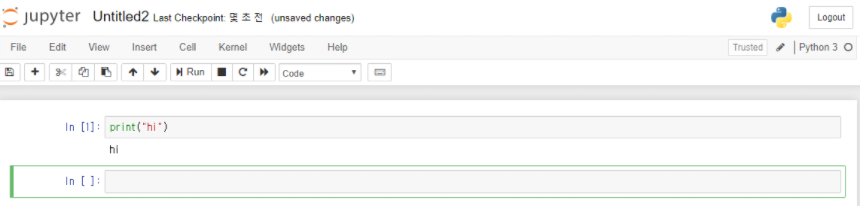 jupyter Untitled2 Last Checkpoint: 몇 초 전 (unsaved changes) Logout
File Edit View Insert Cell Kernel Widgets Help Trusted Python 3
Run Code
In [1]: print("hi")
hi
In [ ]: